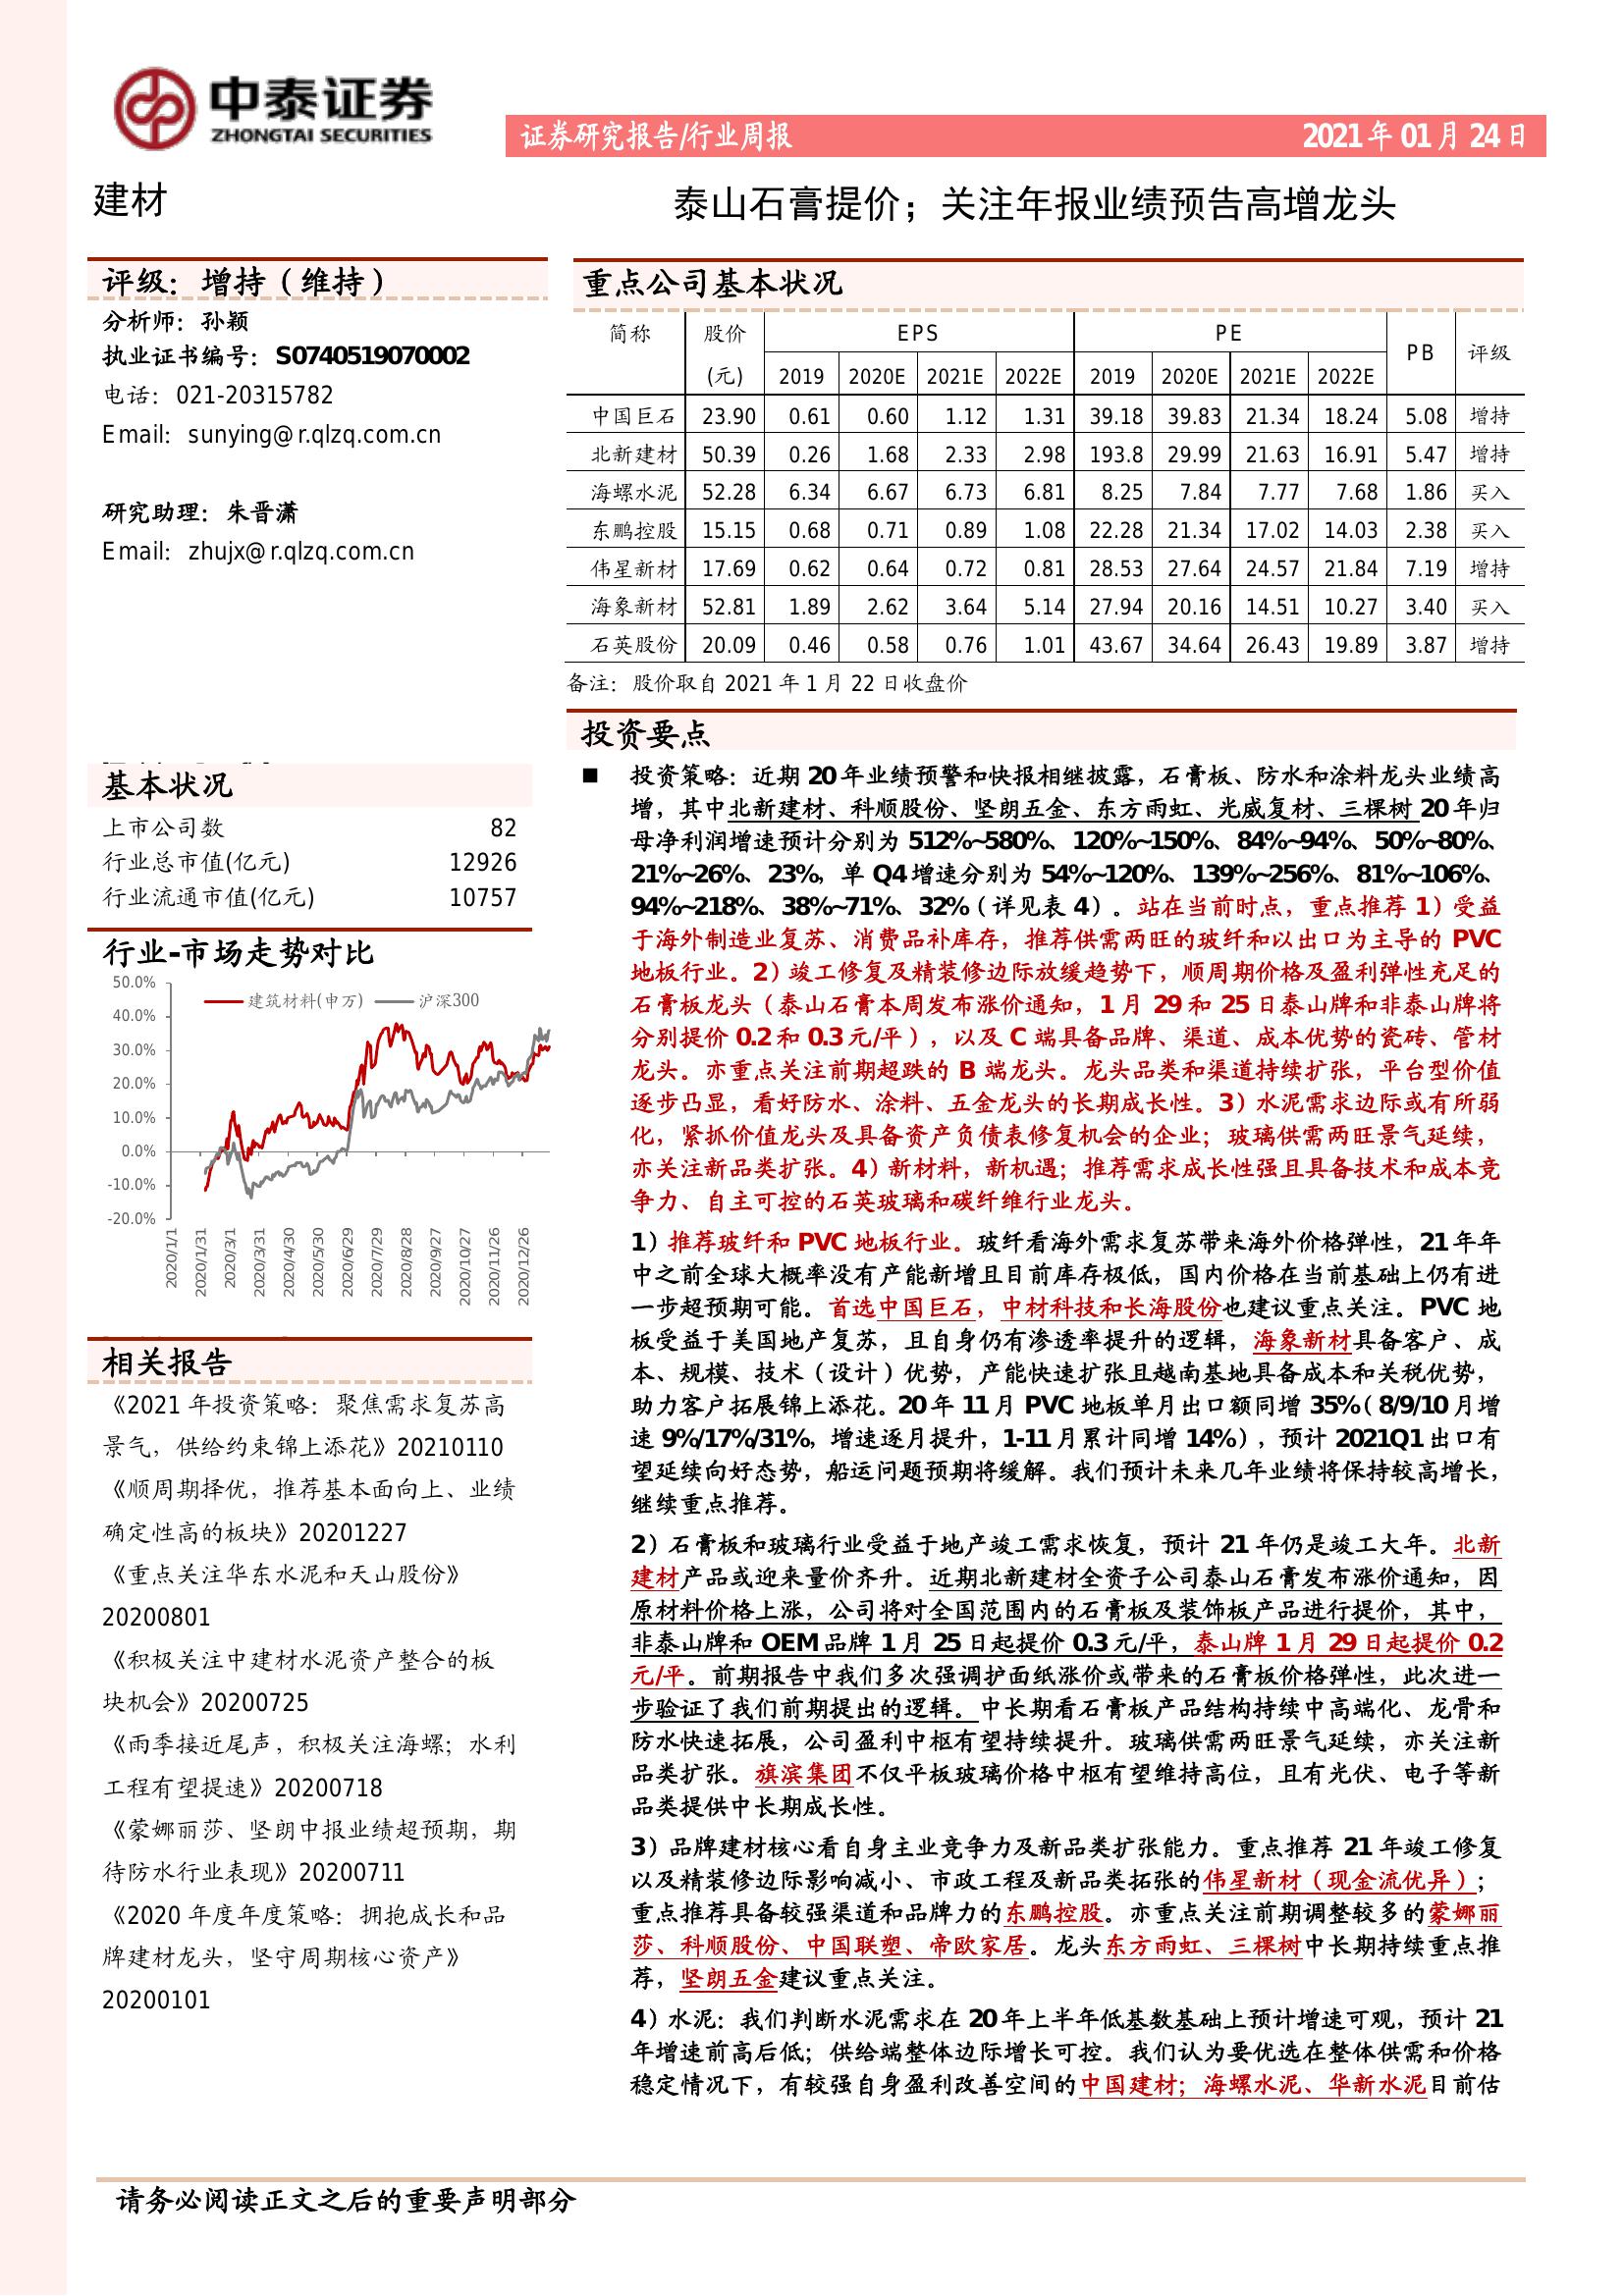 中泰证券
ZHONGTAI SECURITIES
证券研究报告/行业周报 2021年01月24日
建材
泰山石膏提价；关注年报业绩预告高增龙头
评级：增持（维持）
分析师：孙颖
执业证书编号：S0740519070002
电话：021-20315782
Email：sunying@r.qlzq.com.cn
研究助理：朱晋潇
Email：zhujx@r.qlzq.com.cn
基本状况
上市公司数 82
行业总市值(亿元) 12926
行业流通市值(亿元) 10757
行业-市场走势对比
建筑材料(申万) 沪深300
50.0%
40.0%
30.0%
20.0%
10.0%
0.0%
-10.0%
-20.0%
2020/1/1 2020/1/31 2020/3/1 2020/3/31 2020/4/30 2020/5/30 2020/6/29 2020/7/29 2020/8/28 2020/9/27 2020/10/27 2020/11/26 2020/12/26
相关报告
《2021 年投资策略：聚焦需求复苏高
景气，供给约束锦上添花》20210110
《顺周期择优，推荐基本面向上、业绩
确定性高的板块》20201227
《重点关注华东水泥和天山股份》
20200801
《积极关注中建材水泥资产整合的板
块机会》20200725
《雨季接近尾声，积极关注海螺；水利
工程有望提速》20200718
《蒙娜丽莎、坚朗中报业绩超预期，期
待防水行业表现》20200711
《2020 年度年度策略：拥抱成长和品
牌建材龙头，坚守周期核心资产》
20200101
重点公司基本状况
简称 股价 EPS PE PB 评级
(元) 2019 2020E 2021E 2022E 2019 2020E 2021E 2022E
中国巨石 23.90 0.61 0.60 1.12 1.31 39.18 39.83 21.34 18.24 5.08 增持
北新建材 50.39 0.26 1.68 2.33 2.98 193.8 29.99 21.63 16.91 5.47 增持
海螺水泥 52.28 6.34 6.67 6.73 6.81 8.25 7.84 7.77 7.68 1.86 买入
东鹏控股 15.15 0.68 0.71 0.89 1.08 22.28 21.34 17.02 14.03 2.38 买入
伟星新材 17.69 0.62 0.64 0.72 0.81 28.53 27.64 24.57 21.84 7.19 增持
海象新材 52.81 1.89 2.62 3.64 5.14 27.94 20.16 14.51 10.27 3.40 买入
石英股份 20.09 0.46 0.58 0.76 1.01 43.67 34.64 26.43 19.89 3.87 增持
备注：股价取自 2021 年 1 月 22 日收盘价
投资要点
■ 投资策略：近期 20 年业绩预警和快报相继披露，石膏板、防水和涂料龙头业绩高
增，其中北新建材、科顺股份、坚朗五金、东方雨虹、光威复材、三棵树 20 年归
母净利润增速预计分别为 512%~580%、120%~150%、84%~94%、50%~80%、
21%~26%、23%，单 Q4 增速分别为 54%~120%、139%~256%、81%~106%、
94%~218%、38%~71%、32%（详见表 4）。站在当前时点，重点推荐 1）受益
于海外制造业复苏、消费品补库存，推荐供需两旺的玻纤和以出口为主导的 PVC
地板行业。2）竣工修复及精装修边际放缓趋势下，顺周期价格及盈利弹性充足的
石膏板龙头（泰山石膏本周发布涨价通知，1 月 29 和 25 日泰山牌和非泰山牌将
分别提价 0.2 和 0.3 元/平），以及 C 端具备品牌、渠道、成本优势的瓷砖、管材
龙头。亦重点关注前期超跌的 B 端龙头。龙头品类和渠道持续扩张，平台型价值
逐步凸显，看好防水、涂料、五金龙头的长期成长性。3）水泥需求边际或有所弱
化，紧抓价值龙头及具备资产负债表修复机会的企业；玻璃供需两旺景气延续，
亦关注新品类扩张。4）新材料，新机遇；推荐需求成长性强且具备技术和成本竞
争力、自主可控的石英玻璃和碳纤维行业龙头。
1）推荐玻纤和 PVC 地板行业。玻纤看海外需求复苏带来海外价格弹性，21 年年
中之前全球大概率没有产能新增且目前库存极低，国内价格在当前基础上仍有进
一步超预期可能。首选中国巨石，中材科技和长海股份也建议重点关注。PVC 地
板受益于美国地产复苏，且自身仍有渗透率提升的逻辑，海象新材具备客户、成
本、规模、技术（设计）优势，产能快速扩张且越南基地具备成本和关税优势，
助力客户拓展锦上添花。20 年 11 月 PVC 地板单月出口额同增 35%（8/9/10 月增
速 9%/17%/31%，增速逐月提升，1-11 月累计同增 14%），预计 2021Q1 出口有
望延续向好态势，船运问题预期将缓解。我们预计未来几年业绩将保持较高增长，
继续重点推荐。
2）石膏板和玻璃行业受益于地产竣工需求恢复，预计 21 年仍是竣工大年。北新
建材产品或迎来量价齐升。近期北新建材全资子公司泰山石膏发布涨价通知，因
原材料价格上涨，公司将对全国范围内的石膏板及装饰板产品进行提价，其中，
非泰山牌和 OEM 品牌 1 月 25 日起提价 0.3 元/平，泰山牌 1 月 29 日起提价 0.2
元/平。前期报告中我们多次强调护面纸涨价或带来的石膏板价格弹性，此次进一
步验证了我们前期提出的逻辑。中长期看石膏板产品结构持续中高端化、龙骨和
防水快速拓展，公司盈利中枢有望持续提升。玻璃供需两旺景气延续，亦关注新
品类扩张。旗滨集团不仅平板玻璃价格中枢有望维持高位，且有光伏、电子等新
品类提供中长期成长性。
3）品牌建材核心看自身主业竞争力及新品类扩张能力。重点推荐 21 年竣工修复
以及精装修边际影响减小、市政工程及新品类拓张的伟星新材（现金流优异）；
重点推荐具备较强渠道和品牌力的东鹏控股。亦重点关注前期调整较多的蒙娜丽
莎、科顺股份、中国联塑、帝欧家居。龙头东方雨虹、三棵树中长期持续重点推
荐，坚朗五金建议重点关注。
4）水泥：我们判断水泥需求在 20 年上半年低基数基础上预计增速可观，预计 21
年增速前高后低；供给端整体边际增长可控。我们认为要优选在整体供需和价格
稳定情况下，有较强自身盈利改善空间的中国建材；海螺水泥、华新水泥目前估
请务必阅读正文之后的重要声明部分